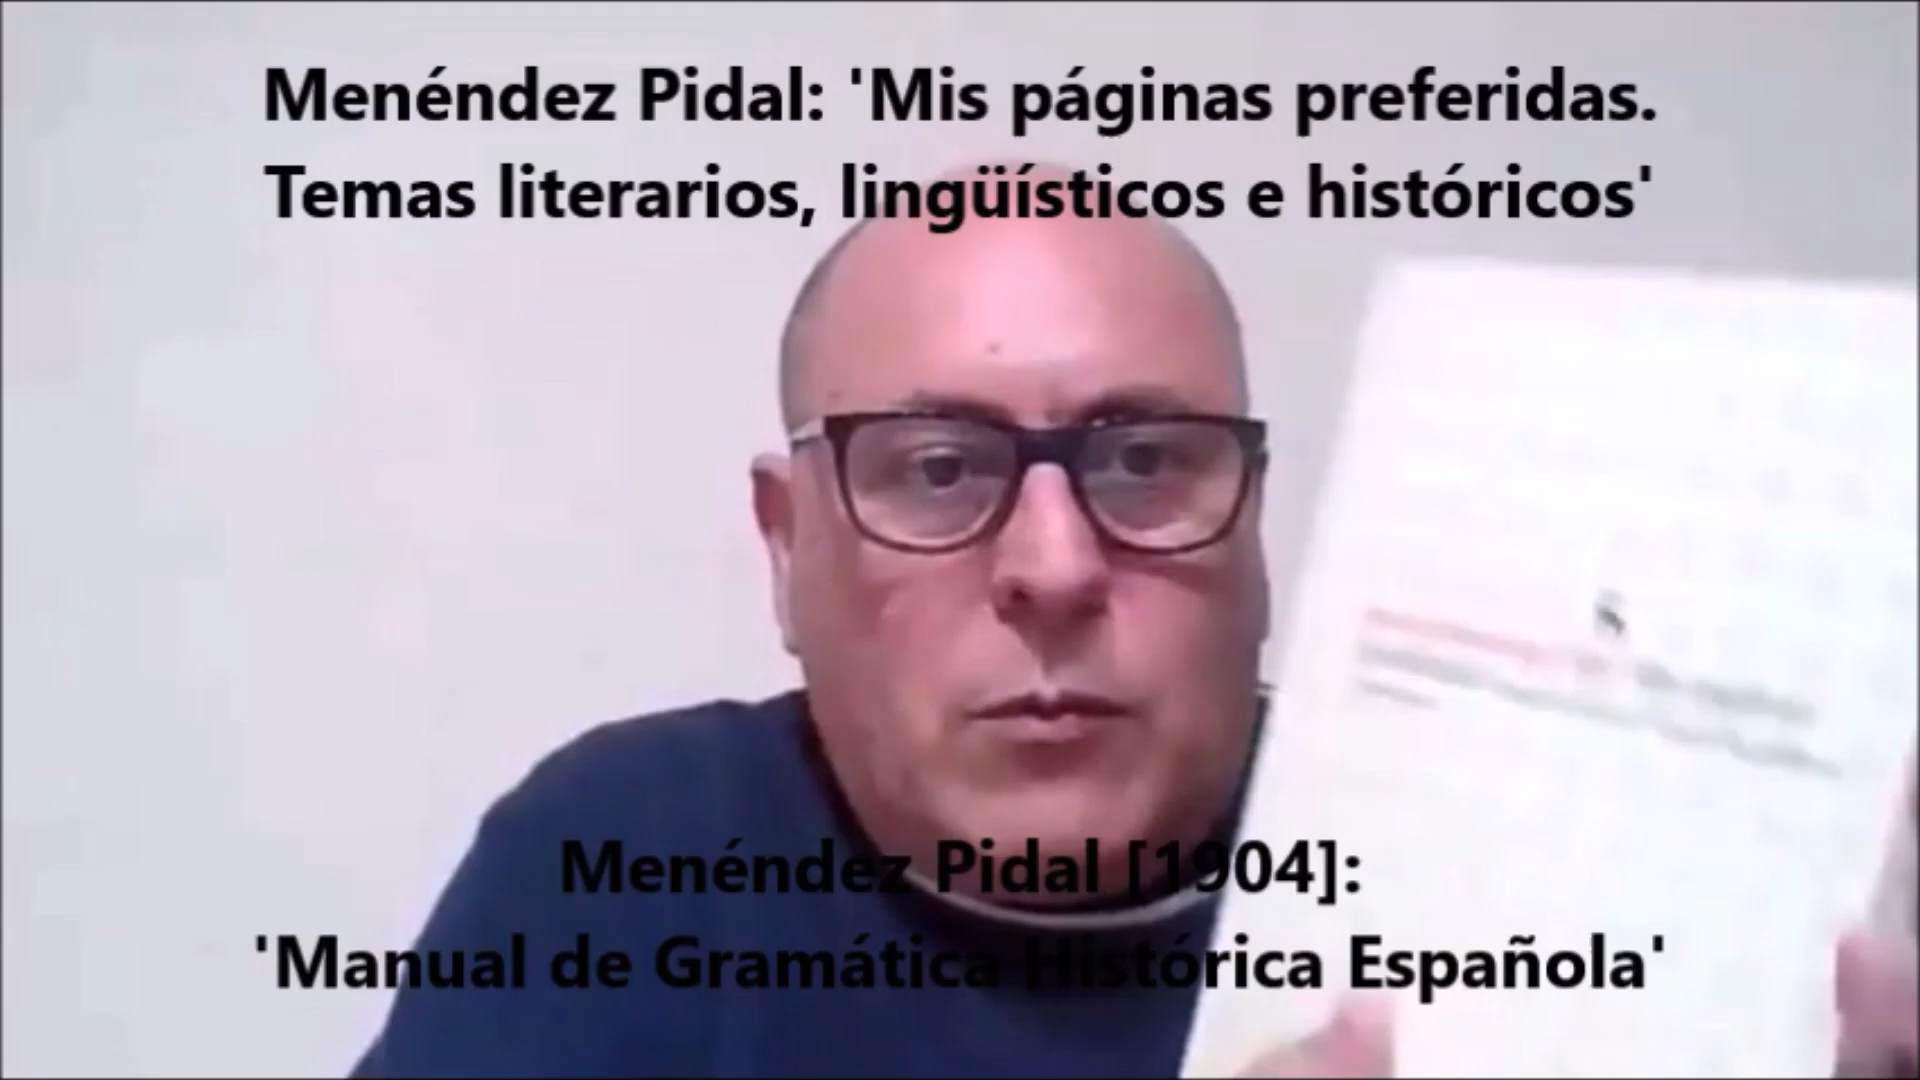 Menéndez Pidal: 'Mis páginas preferidas.
Temas literarios, lingüísticos e históricos'
Menéndez Pidal [1904]:
'Manual de Gramática Histórica Española'